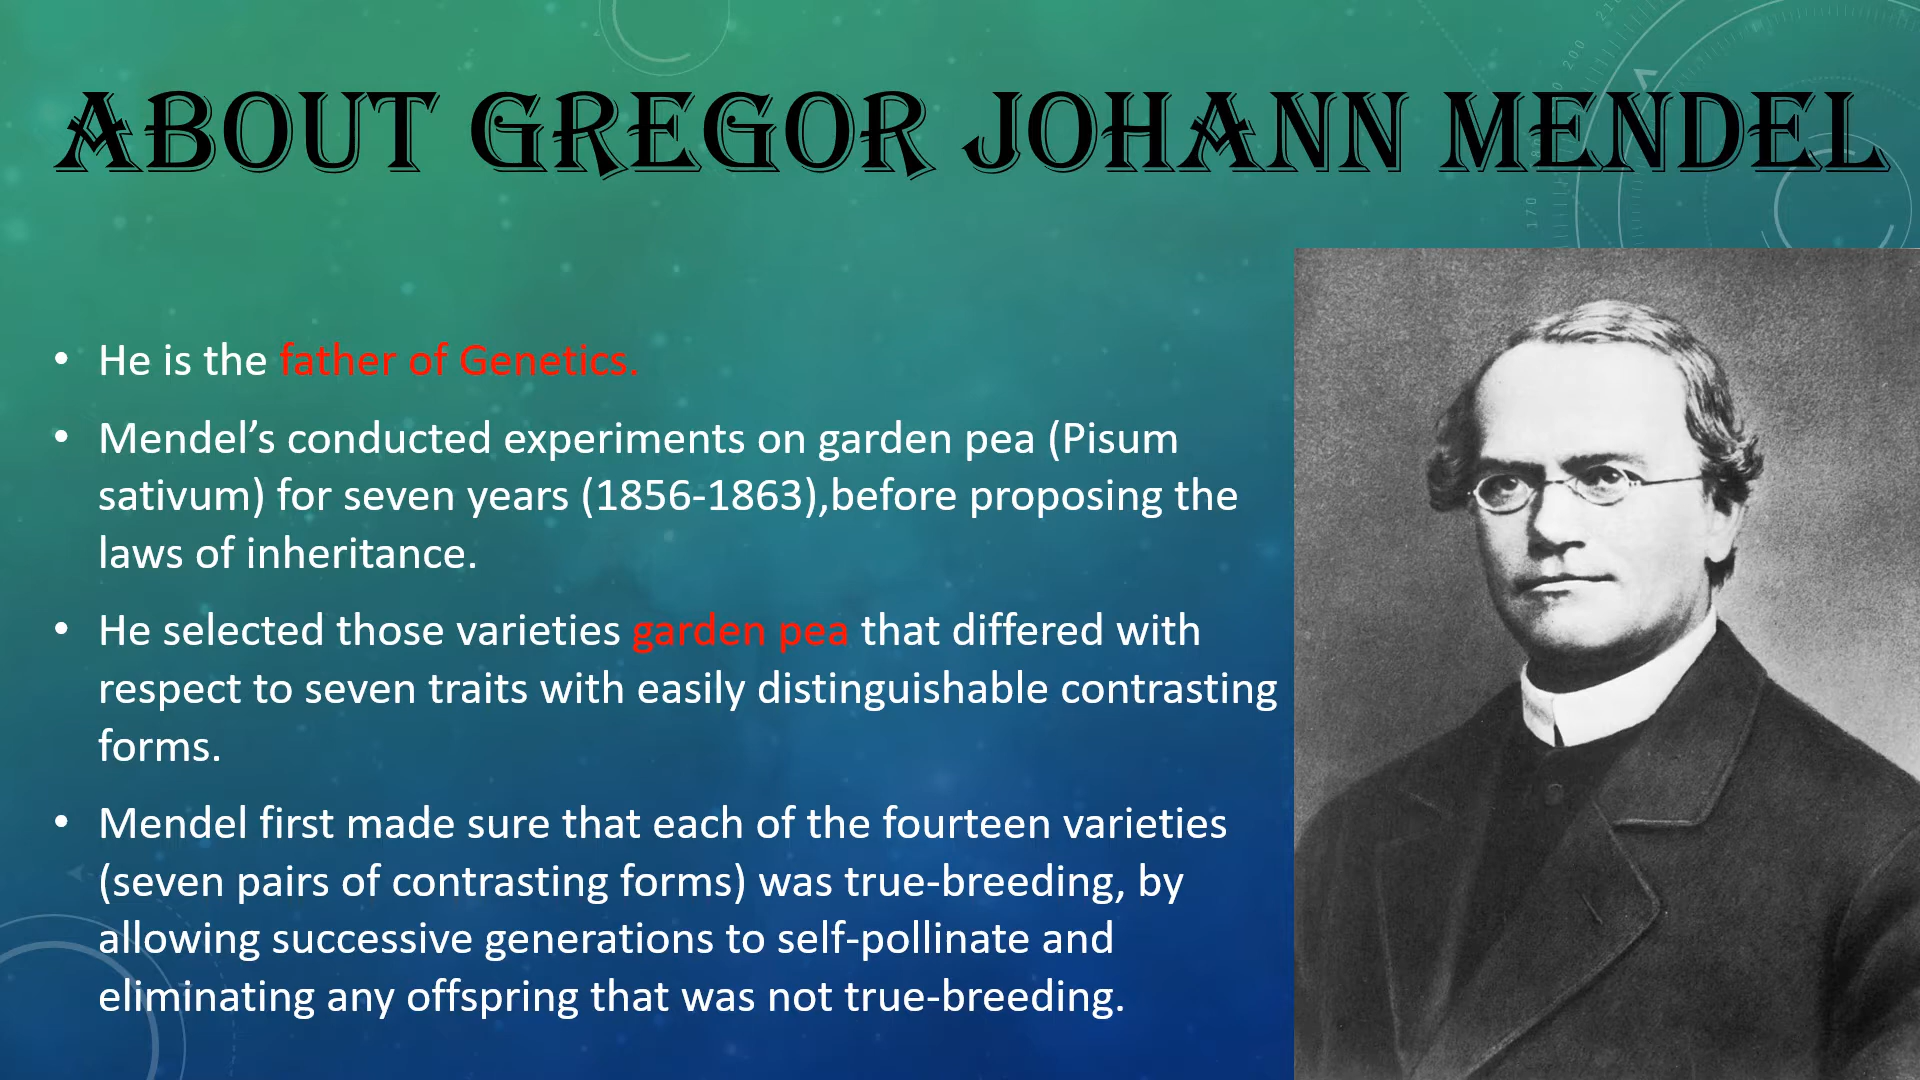 ABOUT GREGOR JOHANN MENDEL
• He is the father of Genetics.
• Mendel’s conducted experiments on garden pea (Pisum
sativum) for seven years (1856-1863),before proposing the
laws of inheritance.
• He selected those varieties garden pea that differed with
respect to seven traits with easily distinguishable contrasting
forms.
• Mendel first made sure that each of the fourteen varieties
(seven pairs of contrasting forms) was true-breeding, by
allowing successive generations to self-pollinate and
eliminating any offspring that was not true-breeding.
200
170